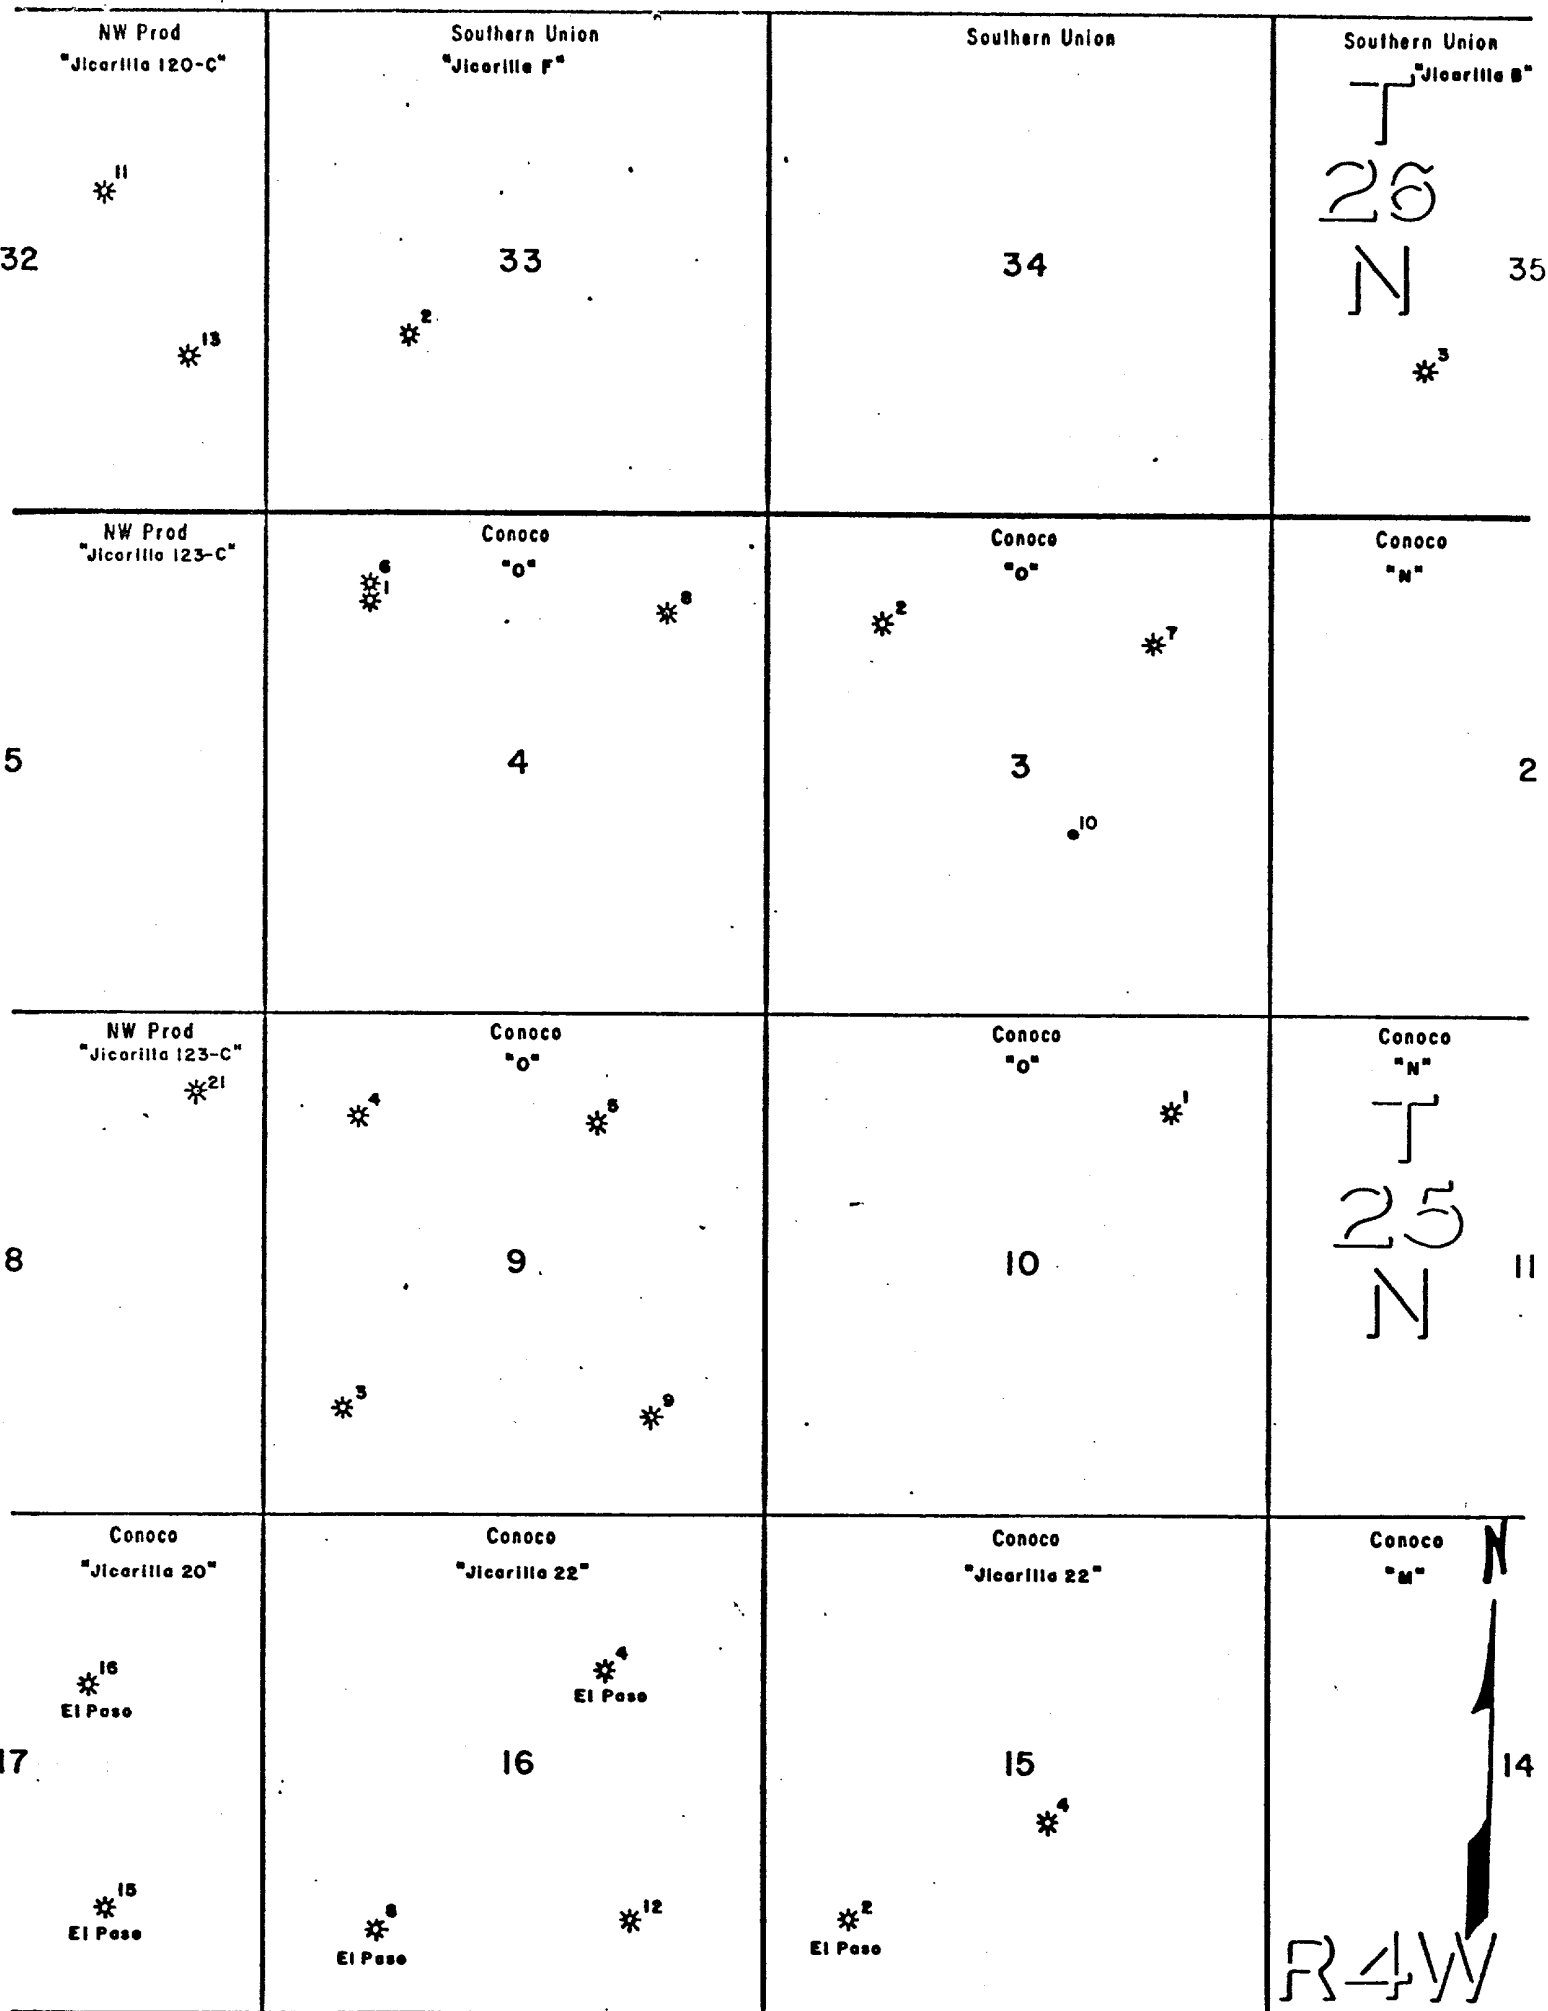 NW Prod
"Jicarilla 120-C"
11
32
13
Southern Union
"Jicarilla F"
33
2
Southern Union
34
Southern Union
"Jicarilla B"
T
26
N
35
3
NW Prod
"Jicarilla 123-C"
5
Conoco
"O"
6
1
8
4
Conoco
"O"
2
7
3
10
Conoco
"N"
2
NW Prod
"Jicarilla 123-C"
21
8
Conoco
"O"
4
5
9
3
9
Conoco
"O"
1
10
Conoco
"N"
T
25
N
11
Conoco
"Jicarilla 20"
16
El Paso
17
15
El Paso
Conoco
"Jicarilla 22"
4
El Paso
16
8
El Paso
12
Conoco
"Jicarilla 22"
15
4
2
El Paso
Conoco
"M"
N
14
R4W